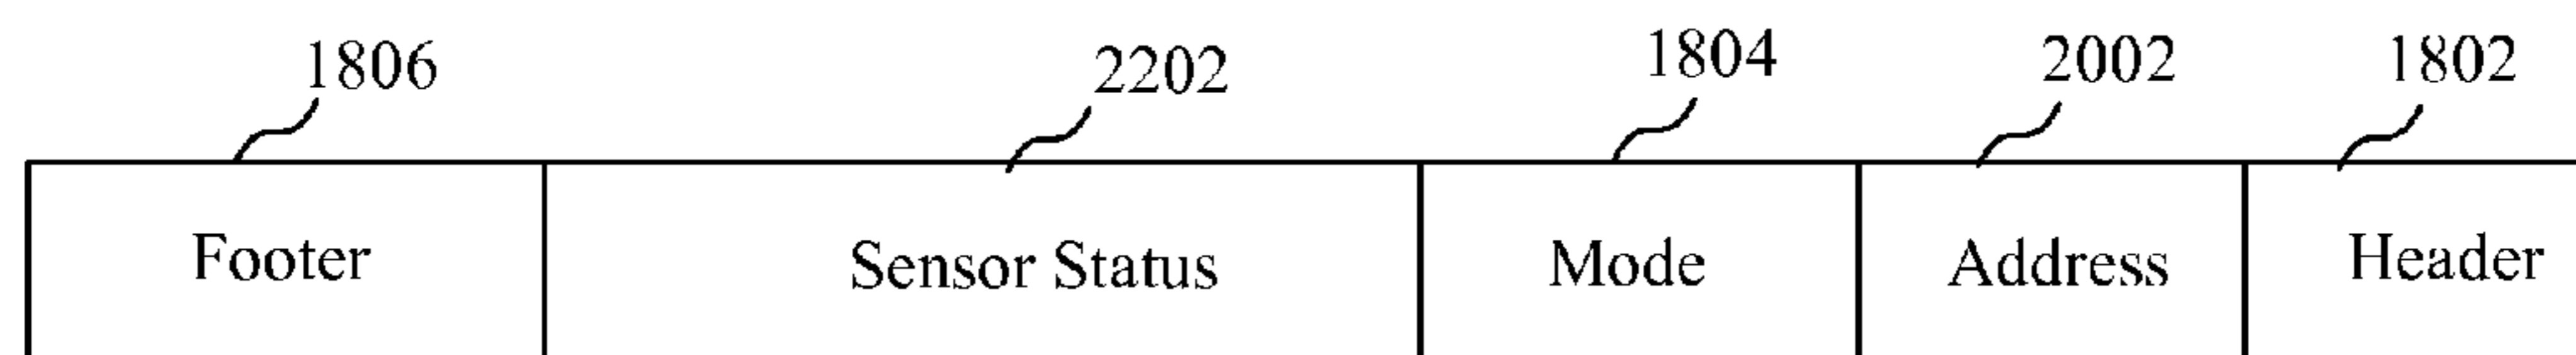 1806 2202 1804 2002 1802
Footer Sensor Status Mode Address Header